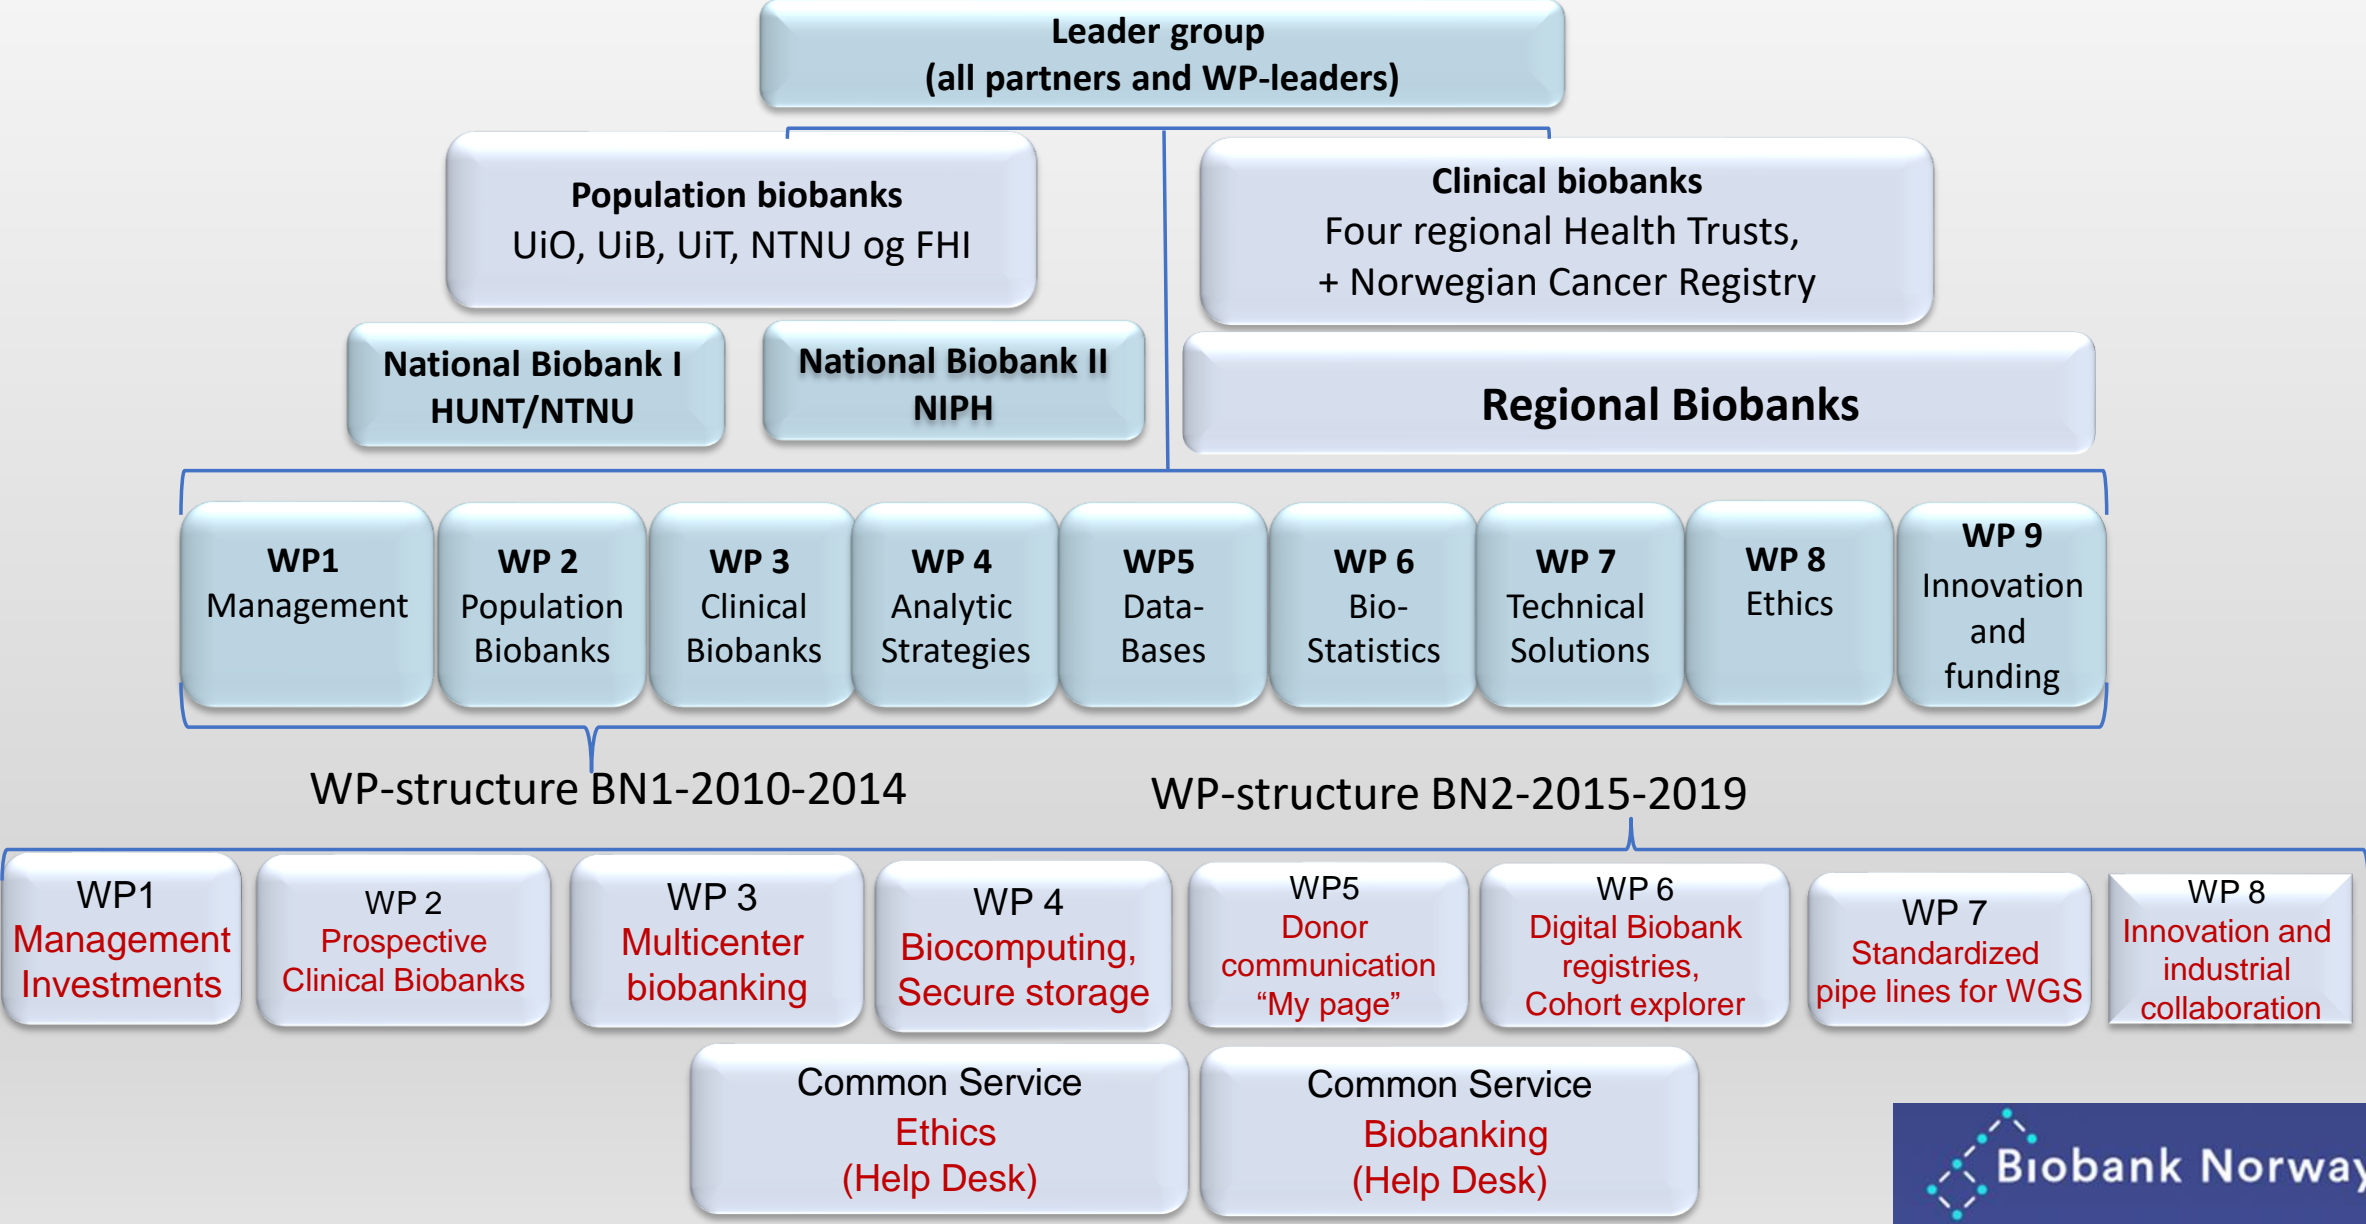 Leader group
(all partners and WP-leaders)
Population biobanks
UiO, UiB, UiT, NTNU og FHI
Clinical biobanks
Four regional Health Trusts,
+ Norwegian Cancer Registry
National Biobank I
HUNT/NTNU
National Biobank II
NIPH
Regional Biobanks
WP1
Management
WP 2
Population
Biobanks
WP 3
Clinical
Biobanks
WP 4
Analytic
Strategies
WP5
Data-
Bases
WP 6
Bio-
Statistics
WP 7
Technical
Solutions
WP 8
Ethics
WP 9
Innovation
and
funding
WP-structure BN1-2010-2014
WP-structure BN2-2015-2019
WP1
Management
Investments
WP 2
Prospective
Clinical Biobanks
WP 3
Multicenter
biobanking
WP 4
Biocomputing,
Secure storage
WP5
Donor
communication
“My page”
WP 6
Digital Biobank
registries,
Cohort explorer
WP 7
Standardized
pipe lines for WGS
WP 8
Innovation and
industrial
collaboration
Common Service
Ethics
(Help Desk)
Common Service
Biobanking
(Help Desk)
Biobank Norway